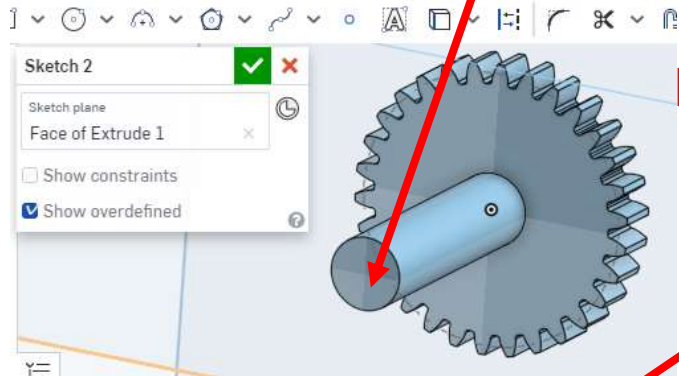 Sketch 2
Sketch plane
Face of Extrude 1
Show constraints
Show overdefined